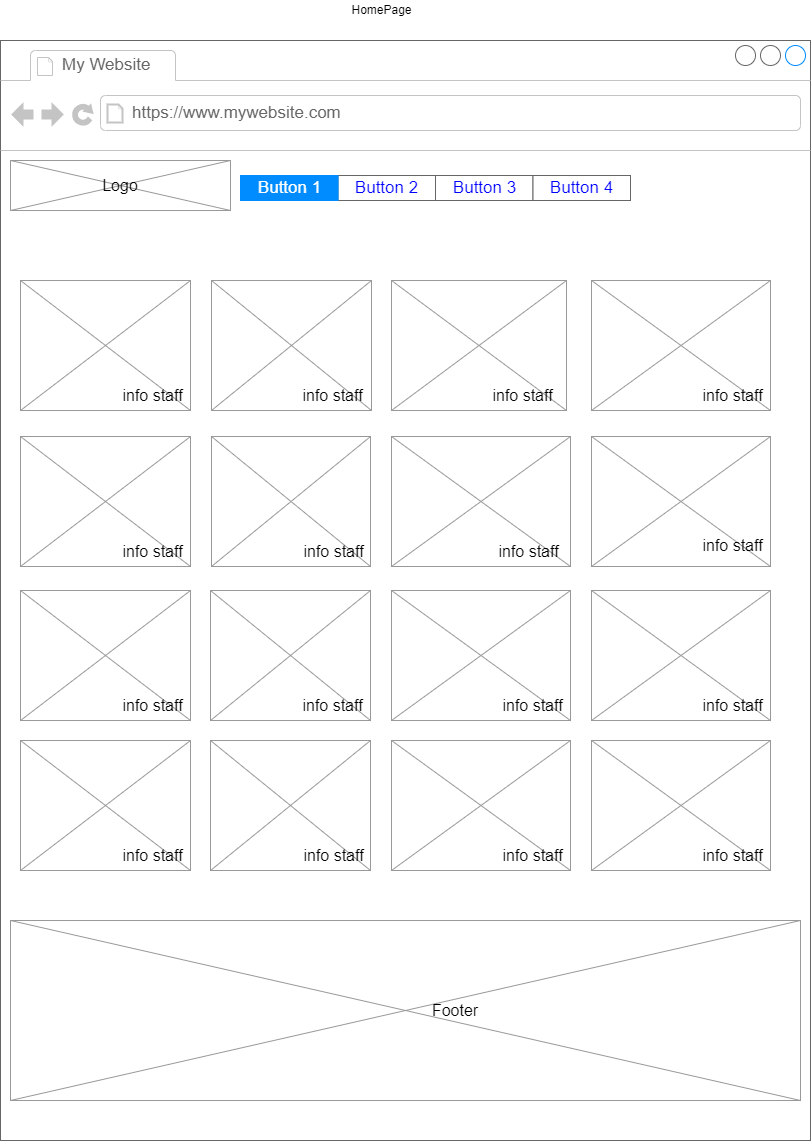 HomePage
My Website
https://www.mywebsite.com
Logo
Button 1 Button 2 Button 3 Button 4
info staff info staff info staff info staff
info staff info staff info staff info staff
info staff info staff info staff info staff
info staff info staff info staff info staff
Footer